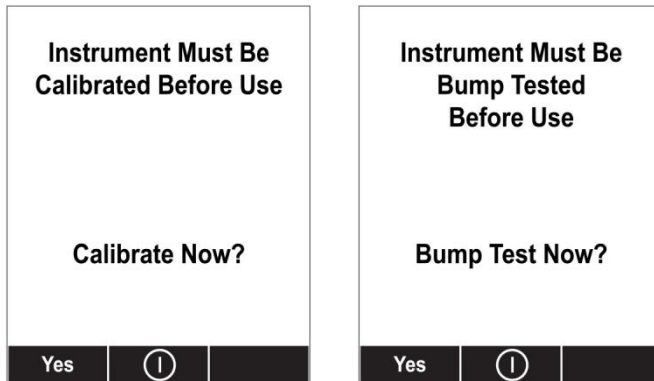 Instrument Must Be
Calibrated Before Use
Calibrate Now?
Yes
Instrument Must Be
Bump Tested
Before Use
Bump Test Now?
Yes